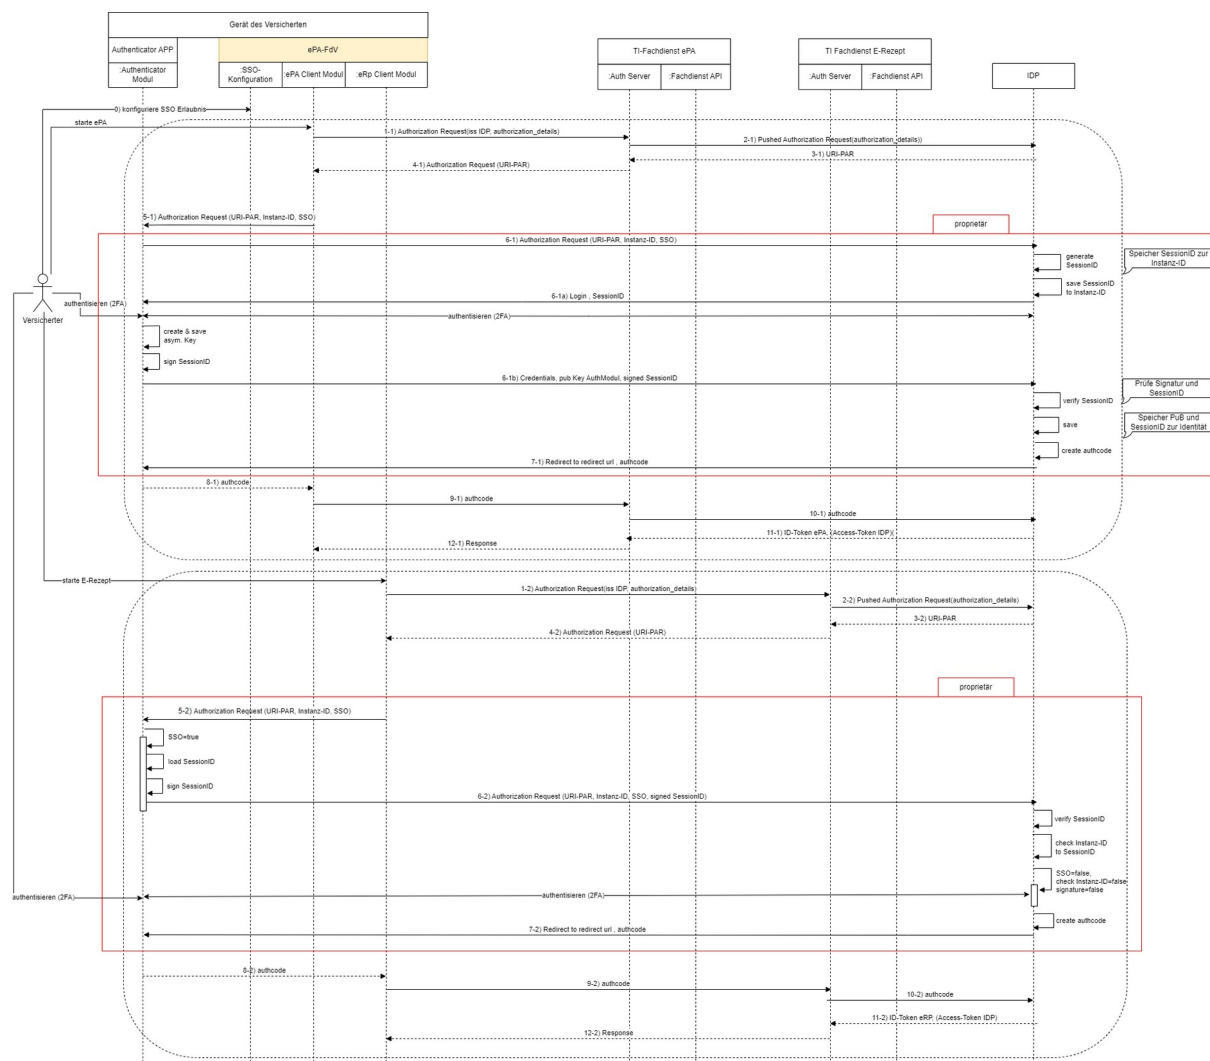 Gerät des Versicherten
Authenticator APP
ePA-FdV
TI-Fachdienst ePA
TI Fachdienst E-Rezept
:Authenticator
Modul
:SSO-
Konfiguration
:ePA Client Modul
:eRp Client Modul
:Auth Server
:Fachdienst API
:Auth Server
:Fachdienst API
IDP
0) konfiguriere SSO Erlaubnis
starte ePA
1-1) Authorization Request(iss IDP, authorization_details)
2-1) Pushed Authorization Request(authorization_details))
3-1) URI-PAR
4-1) Authorization Request (URI-PAR)
5-1) Authorization Request (URI-PAR, Instanz-ID, SSO)
proprietär
6-1) Authorization Request (URI-PAR, Instanz-ID, SSO)
generate
SessionID
Speicher SessionID zur
Instanz-ID
save SessionID
to Instanz-ID
6-1a) Login , SessionID
authentisieren (2FA)
Versicherter
authentisieren (2FA)
create & save
asym. Key
sign SessionID
6-1b) Credentials, pub Key AuthModul, signed SessionID
Prüfe Signatur und
SessionID
verify SessionID
Speicher PuB und
SessionID zur Identität
save
create authcode
7-1) Redirect to redirect url , authcode
8-1) authcode
9-1) authcode
10-1) authcode
11-1) ID-Token ePA, (Access-Token IDP)(
12-1) Response
starte E-Rezept
1-2) Authorization Request(iss IDP, authorization_details)
2-2) Pushed Authorization Request(authorization_details)
3-2) URI-PAR
4-2) Authorization Request (URI-PAR)
proprietär
5-2) Authorization Request (URI-PAR, Instanz-ID, SSO)
SSO=true
load SessionID
sign SessionID
6-2) Authorization Request (URI-PAR, Instanz-ID, SSO, signed SessionID)
verify SessionID
check Instanz-ID
to SessionID
SSO=false,
check Instanz-ID=false
signature=false
authentisieren (2FA)
authentisieren (2FA)
create authcode
7-2) Redirect to redirect url , authcode
8-2) authcode
9-2) authcode
10-2) authcode
11-2) ID-Token eRP, (Access-Token IDP)
12-2) Response